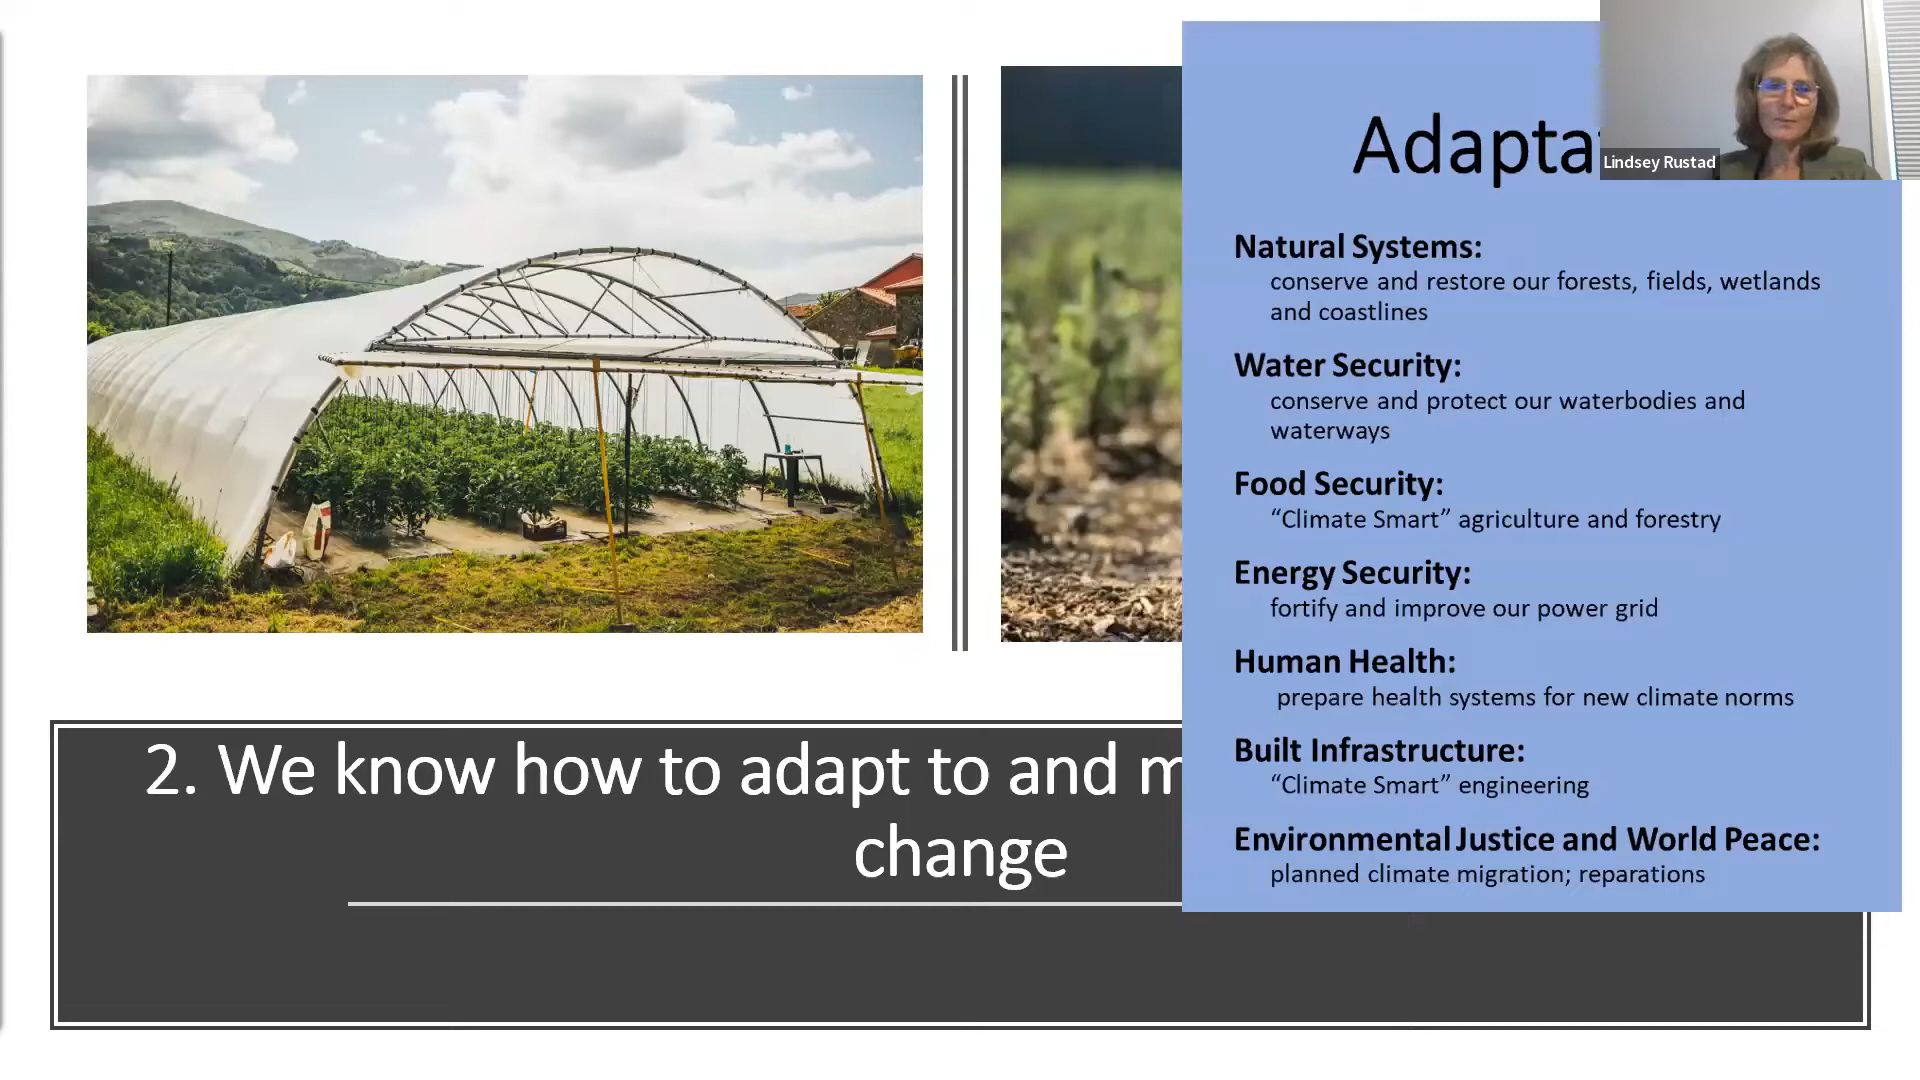 Adapta
Lindsey Rustad
Natural Systems:
conserve and restore our forests, fields, wetlands
and coastlines
Water Security:
conserve and protect our waterbodies and
waterways
Food Security:
“Climate Smart” agriculture and forestry
Energy Security:
fortify and improve our power grid
Human Health:
prepare health systems for new climate norms
Built Infrastructure:
“Climate Smart” engineering
Environmental Justice and World Peace:
planned climate migration; reparations
2. We know how to adapt to and m
change